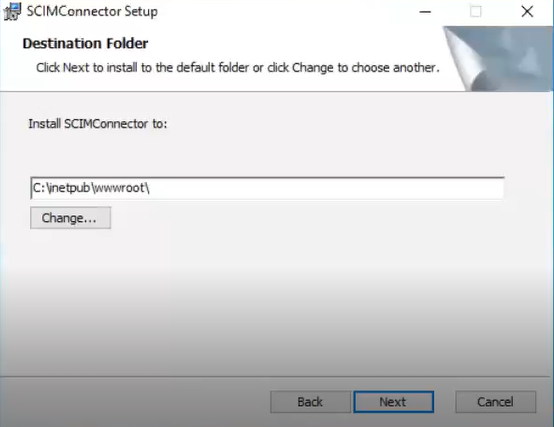 SCIMConnector Setup
Destination Folder
Click Next to install to the default folder or click Change to choose another.
Install SCIMConnector to:
C:\inetpub\wwwroot\
Change...
Back Next Cancel